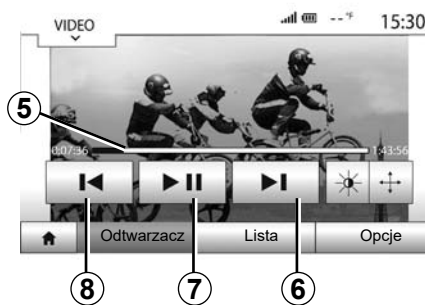 VIDEO
-- °F
15:30
5
0:07:36
1:43:56
Odtwarzacz
Lista
Opcje
8
7
6